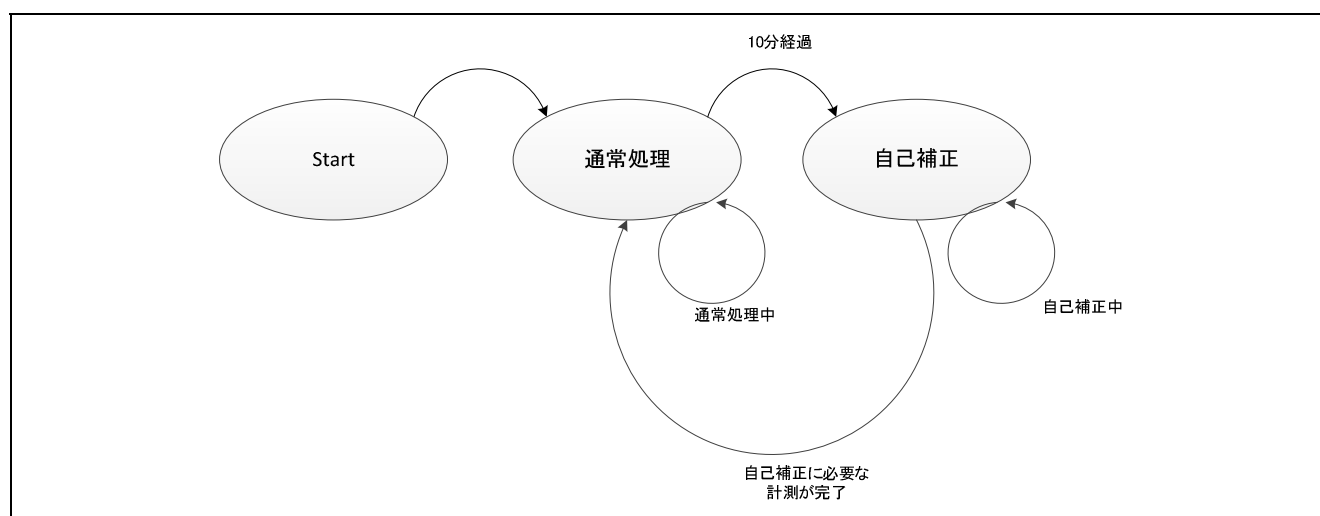 10分経過
Start
通常処理
自己補正
通常処理中
自己補正中
自己補正に必要な
計測が完了